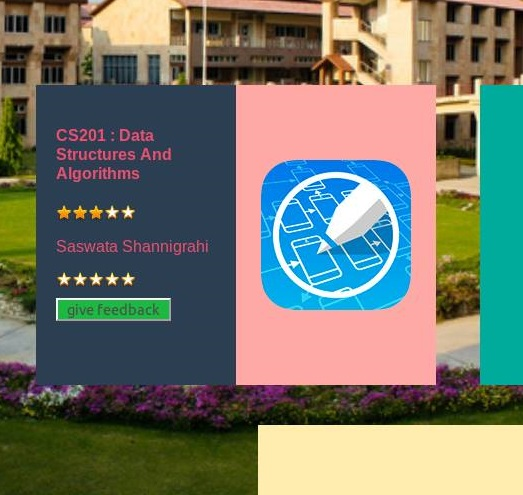 CS201 : Data
Structures And
Algorithms
Saswata Shannigrahi
give feedback